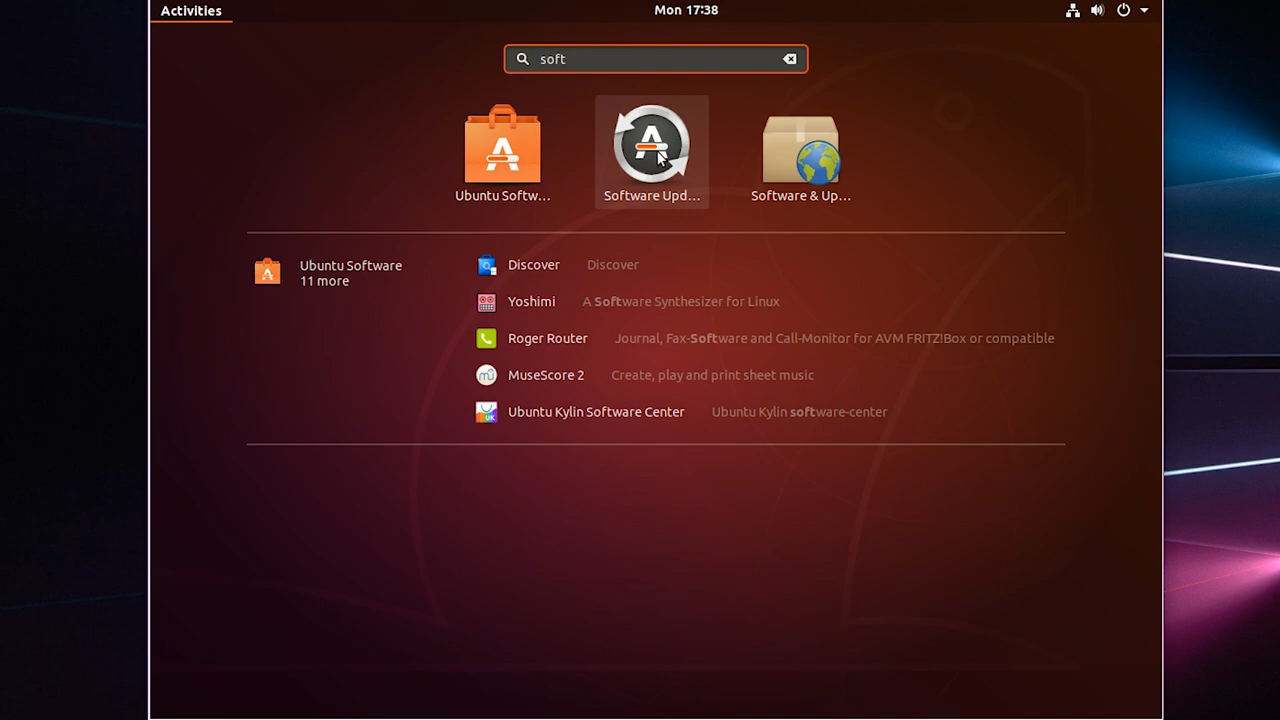 Activities
Mon 17:38
soft
Ubuntu Softw...
Software Upd...
Software & Up...
Ubuntu Software
11 more
Discover Discover
Yoshimi A Software Synthesizer for Linux
Roger Router Journal, Fax-Software and Call-Monitor for AVM FRITZ!Box or compatible
MuseScore 2 Create, play and print sheet music
Ubuntu Kylin Software Center Ubuntu Kylin software-center